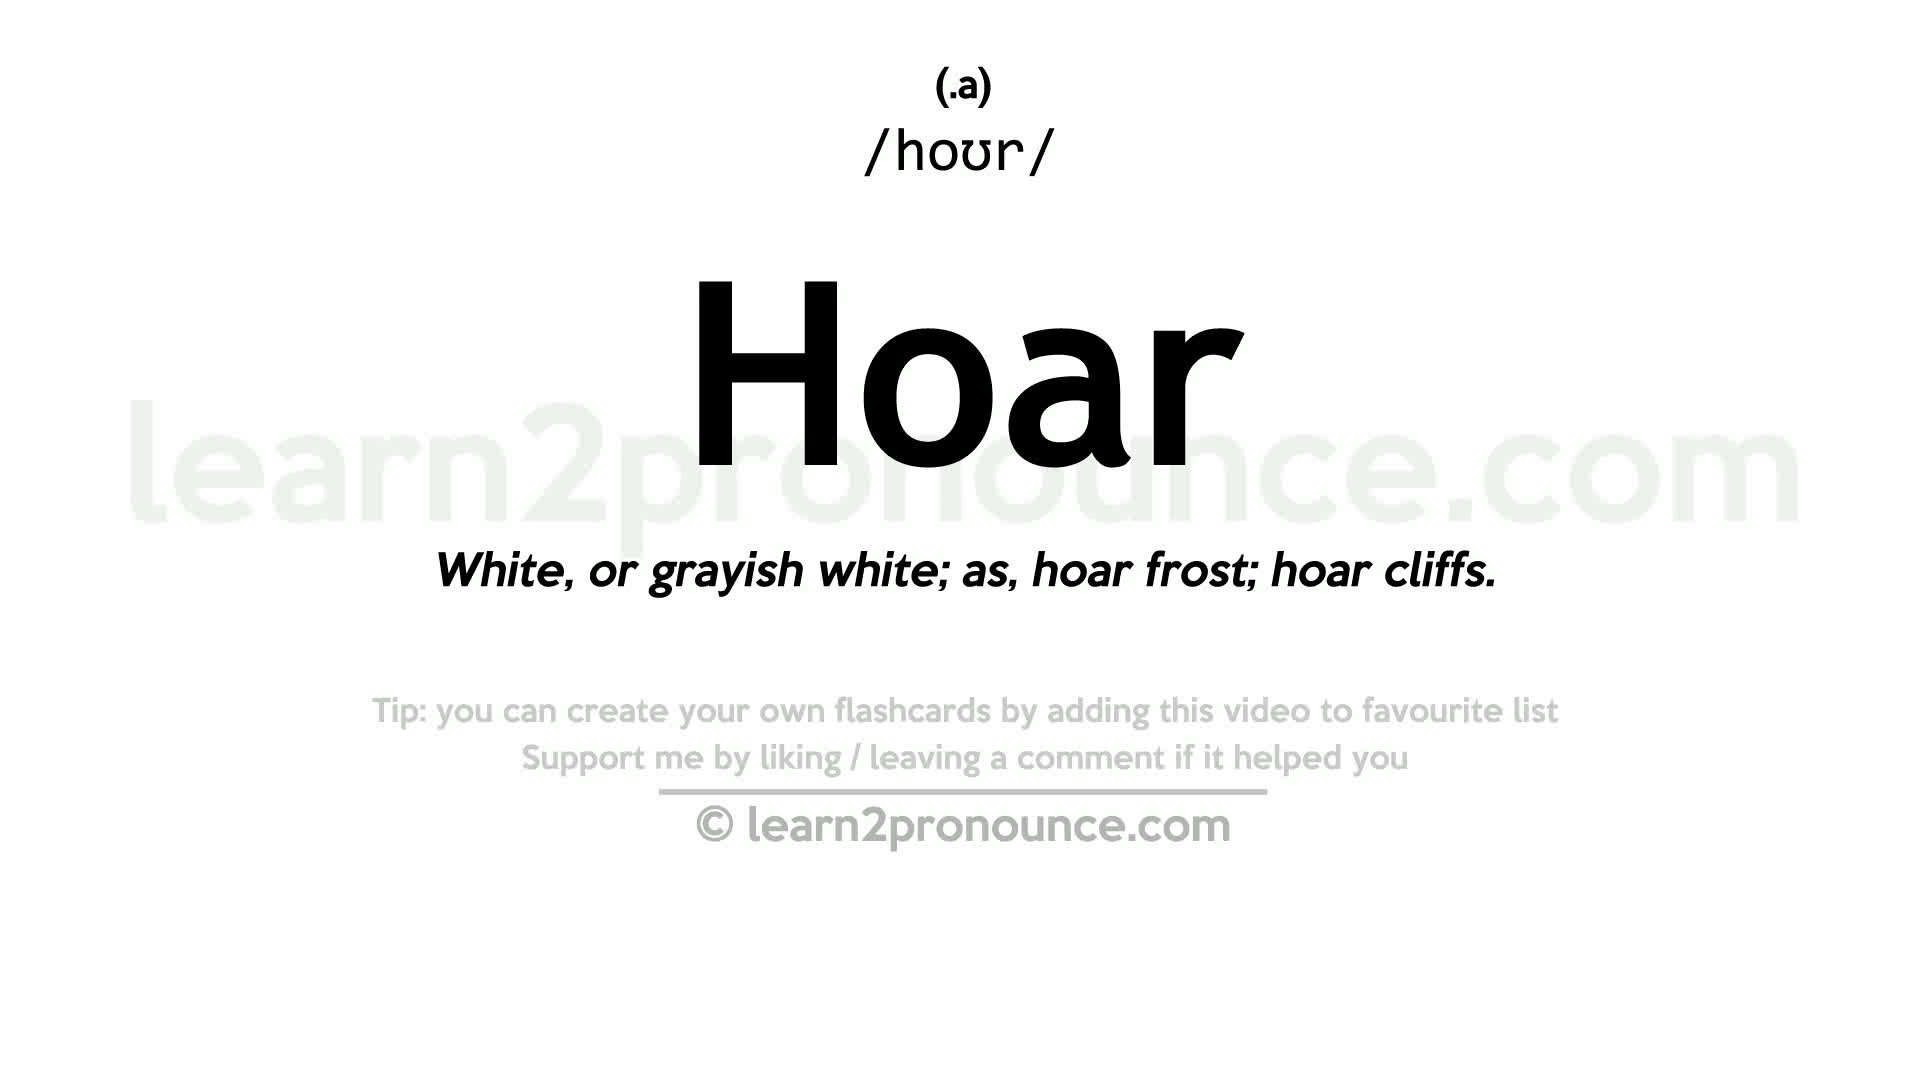 (.a)
/hoʊr/
Hoar
learn2pronounce.com
White, or grayish white; as, hoar frost; hoar cliffs.
Tip: you can create your own flashcards by adding this video to favourite list
Support me by liking / leaving a comment if it helped you
© learn2pronounce.com